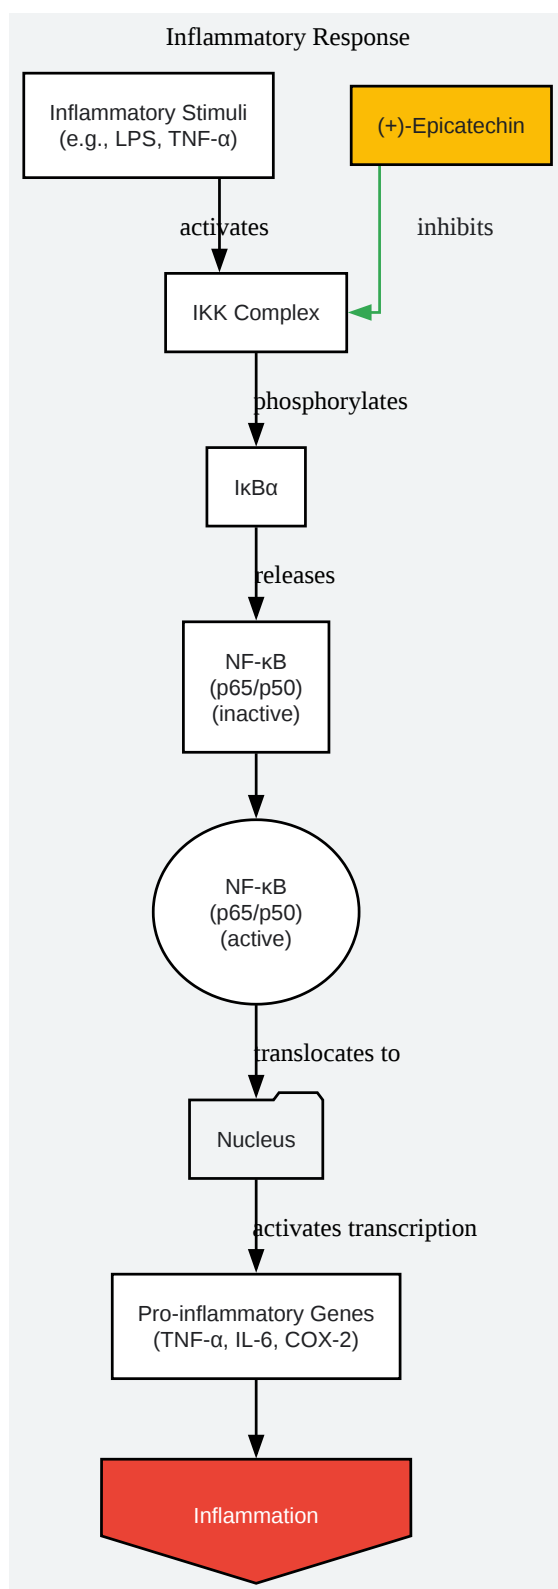 Inflammatory Response
Inflammatory Stimuli
(e.g., LPS, TNF-α)
(+)-Epicatechin
activates
inhibits
IKK Complex
phosphorylates
IκBα
releases
NF-κB
(p65/p50)
(inactive)
NF-κB
(p65/p50)
(active)
translocates to
Nucleus
activates transcription
Pro-inflammatory Genes
(TNF-α, IL-6, COX-2)
Inflammation